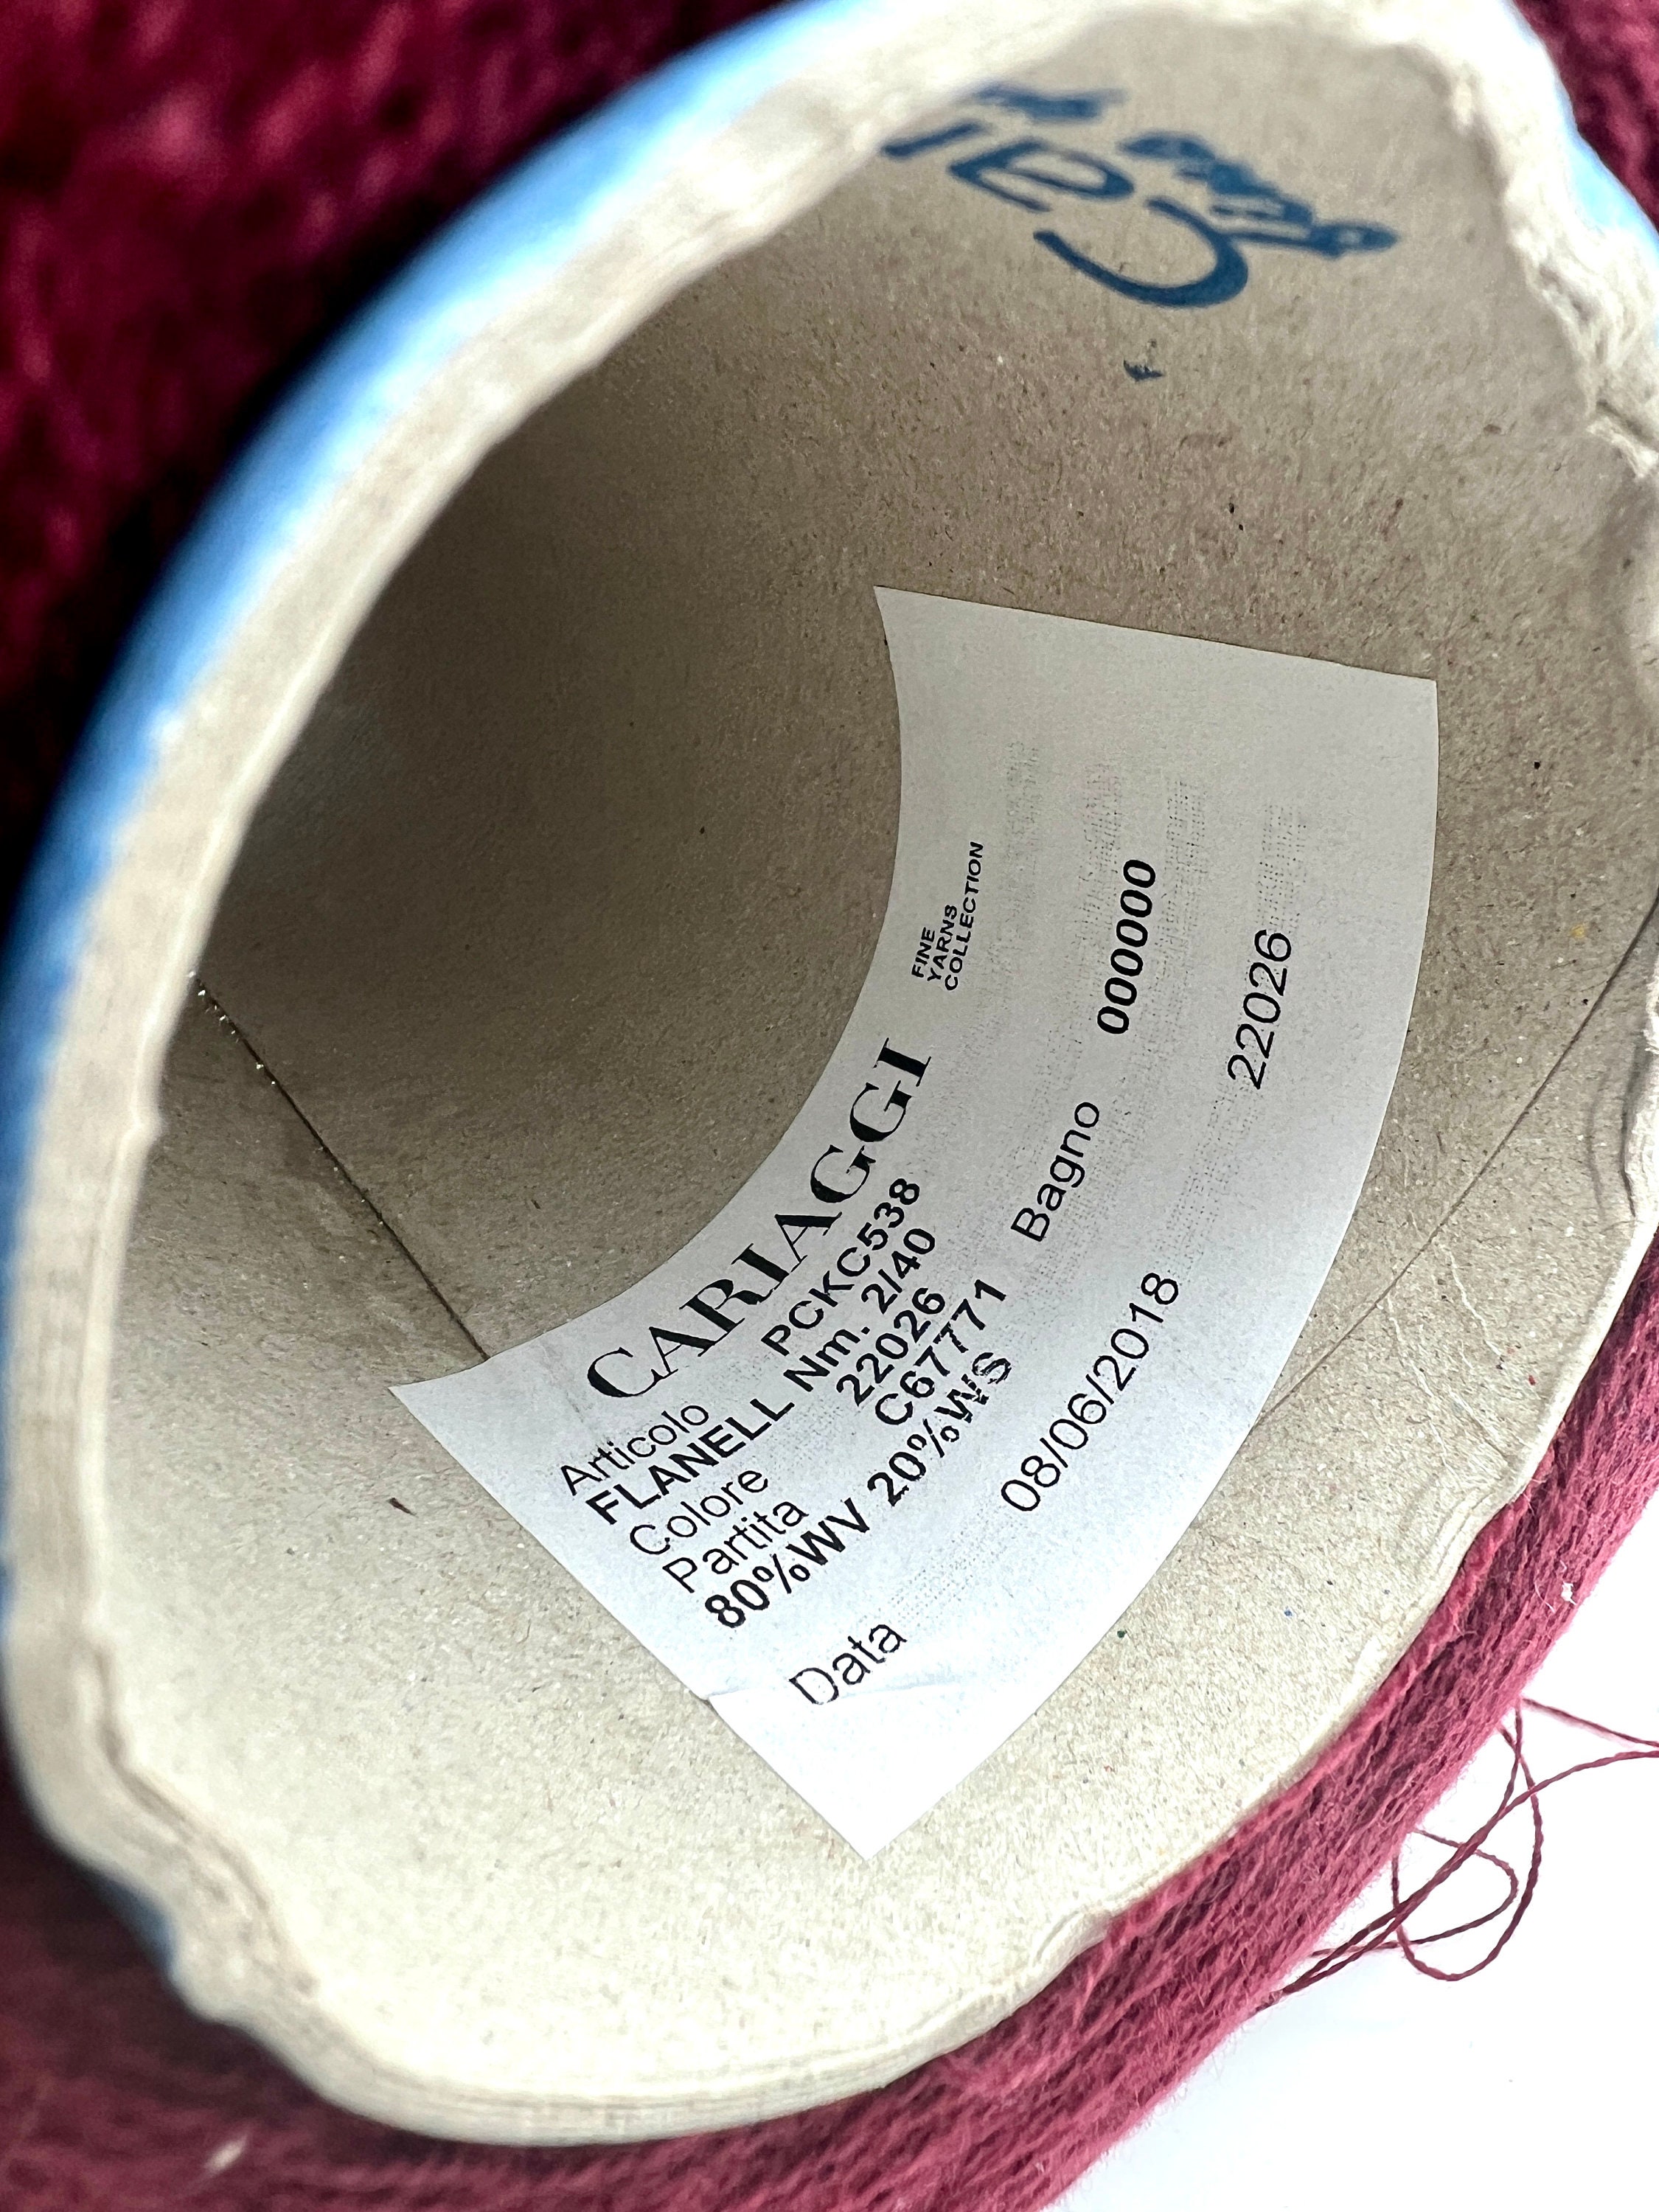 CARIAGGI
FINE
YARNS
COLLECTION
Articolo PCKC538
FLANELL Nm. 2/40
Colore 22026
Partita C67771 Bagno 000000
80%WV 20%WS
Data 08/06/2018 22026